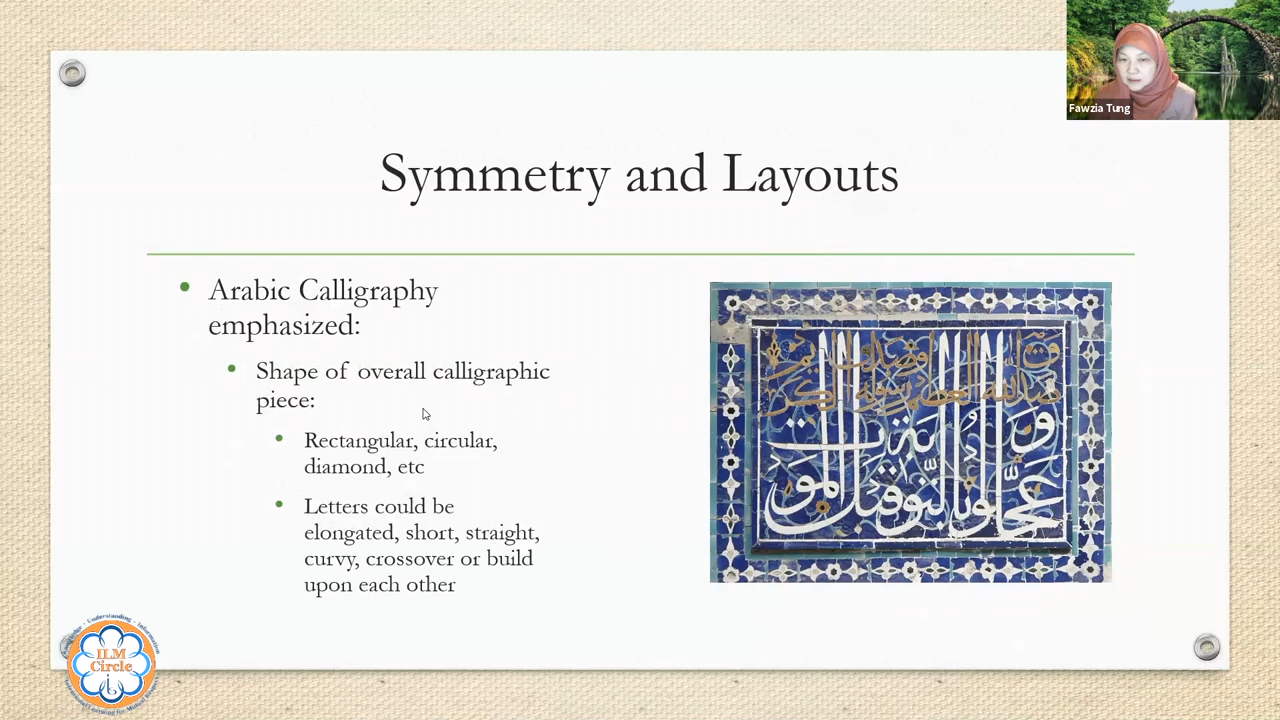 Fawzia Tung
Symmetry and Layouts
Arabic Calligraphy
emphasized:
Shape of overall calligraphic
piece:
Rectangular, circular,
diamond, etc
Letters could be
elongated, short, straight,
curvy, crossover or build
upon each other
ILM
Circle